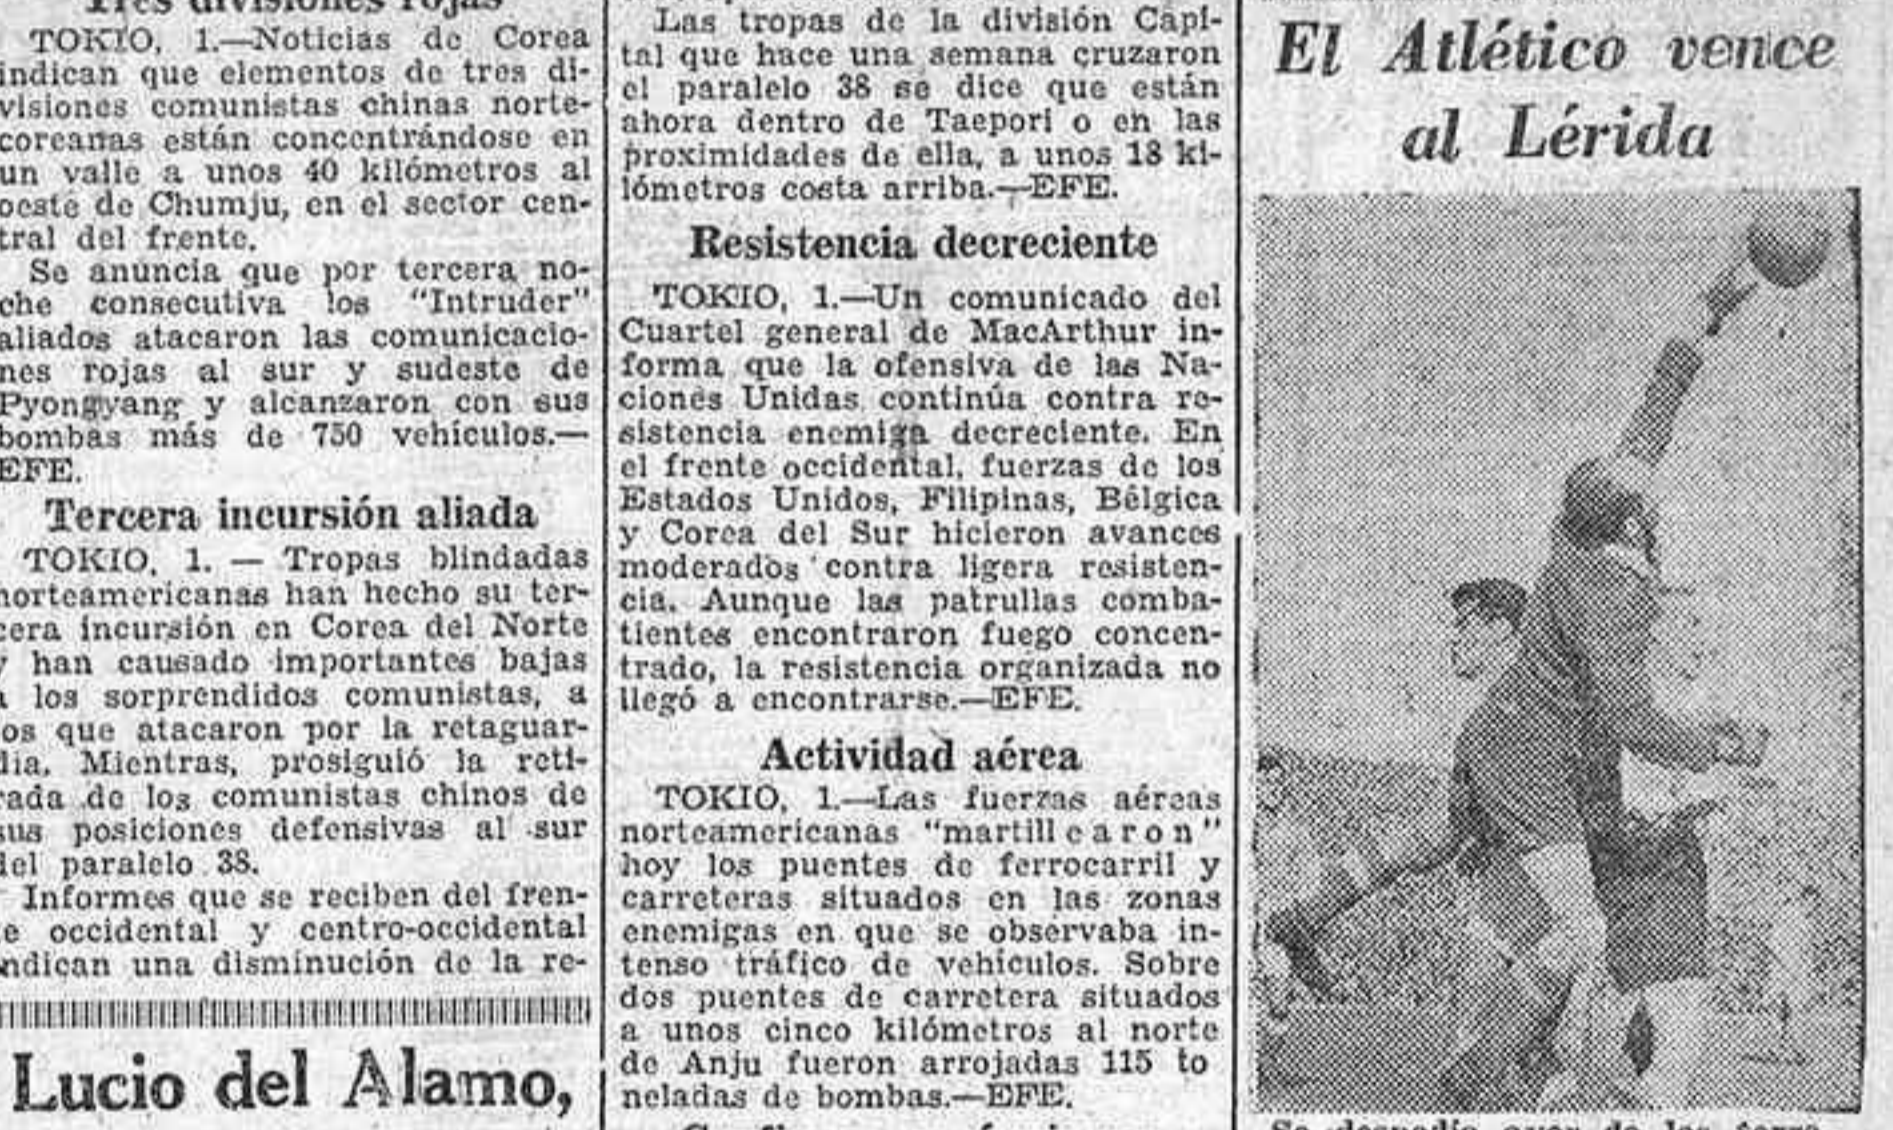 Tres divisiones rojas
TOKIO, 1.—Noticias de Corea
indican que elementos de tres di-
visiones comunistas chinas norte-
coreanas están concentrándose en
un valle a unos 40 kilómetros al
oeste de Chumju, en el sector cen-
tral del frente.
Se anuncia que por tercera no-
che consecutiva los "Intruder"
aliados atacaron las comunicacio-
nes rojas al sur y sudeste de
Pyongyang y alcanzaron con sus
bombas más de 750 vehículos.—
EFE.
Tercera incursión aliada
TOKIO, 1. — Tropas blindadas
norteamericanas han hecho su ter-
cera incursión en Corea del Norte
y han causado importantes bajas
a los sorprendidos comunistas, a
los que atacaron por la retaguar-
dia. Mientras, prosiguió la reti-
rada de los comunistas chinos de
sus posiciones defensivas al sur
del paralelo 38.
Informes que se reciben del fren-
te occidental y centro-occidental
indican una disminución de la re-
Lucio del Alamo,
Las tropas de la división Capi-
tal que hace una semana cruzaron
el paralelo 38 se dice que están
ahora dentro de Taepori o en las
proximidades de ella, a unos 18 ki-
lómetros costa arriba.—EFE.
Resistencia decreciente
TOKIO, 1.—Un comunicado del
Cuartel general de MacArthur in-
forma que la ofensiva de las Na-
ciones Unidas continúa contra re-
sistencia enemiga decreciente. En
el frente occidental, fuerzas de los
Estados Unidos, Filipinas, Bélgica
y Corea del Sur hicieron avances
moderados contra ligera resisten-
cia. Aunque las patrullas comba-
tientes encontraron fuego concen-
trado, la resistencia organizada no
llegó a encontrarse.—EFE.
Actividad aérea
TOKIO, 1.—Las fuerzas aéreas
norteamericanas "martillearon"
hoy los puentes de ferrocarril y
carreteras situados en las zonas
enemigas en que se observaba in-
tenso tráfico de vehículos. Sobre
dos puentes de carretera situados
a unos cinco kilómetros al norte
de Anju fueron arrojadas 115 to
neladas de bombas.—EFE.
El Atlético vence
al Lérida